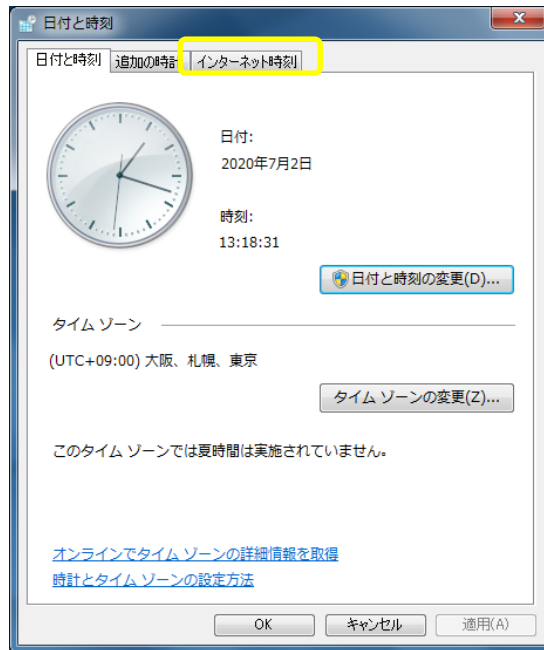 日付と時刻
日付と時刻 追加の時計 インターネット時刻
日付:
2020年7月2日
時刻:
13:18:31
日付と時刻の変更(D)...
タイム ゾーン
(UTC+09:00) 大阪、札幌、東京
タイム ゾーンの変更(Z)...
このタイム ゾーンでは夏時間は実施されていません。
オンラインでタイム ゾーンの詳細情報を取得
時計とタイム ゾーンの設定方法
OK キャンセル 適用(A)